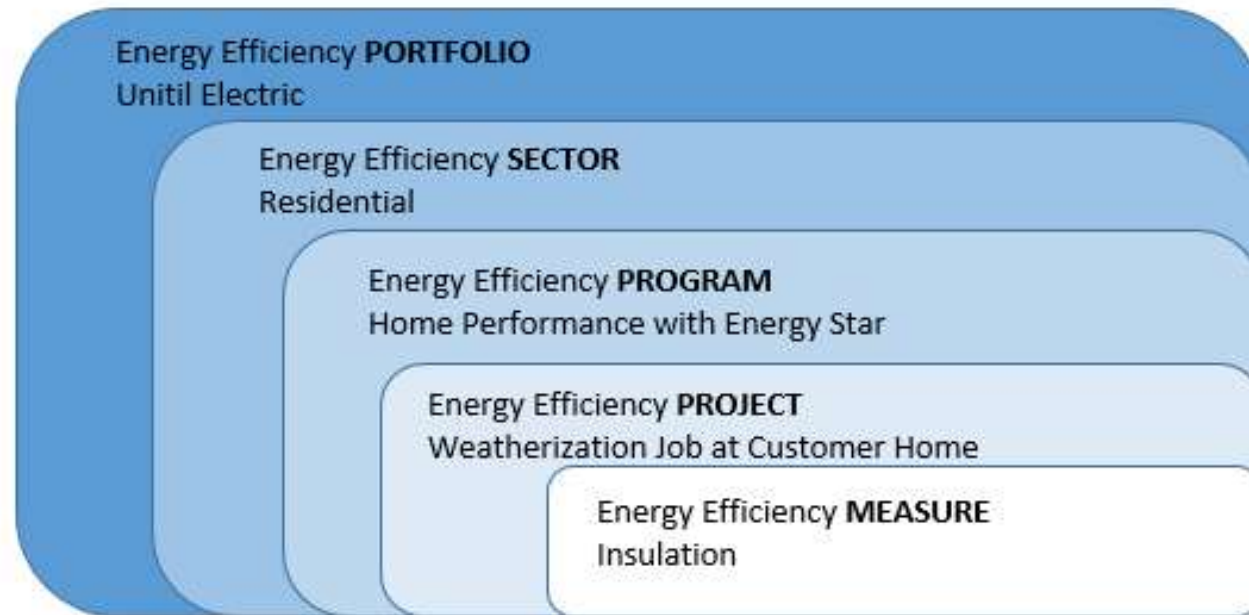 Energy Efficiency PORTFOLIO
Unitil Electric
Energy Efficiency SECTOR
Residential
Energy Efficiency PROGRAM
Home Performance with Energy Star
Energy Efficiency PROJECT
Weatherization Job at Customer Home
Energy Efficiency MEASURE
Insulation